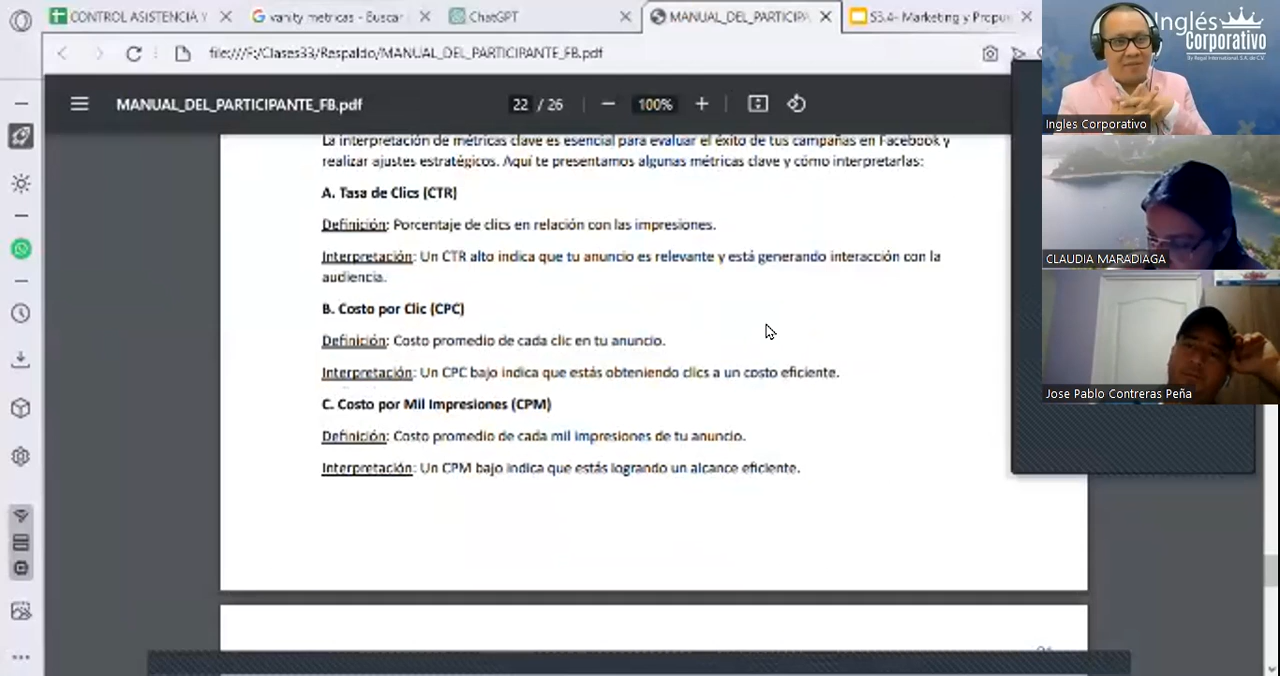 CONTROL ASISTENCIA Y
vanity metricas - Buscar
ChatGPT
MANUAL_DEL_PARTICIPA
S3.4- Marketing y Propu
file:///F:/Clases33/Respaldo/MANUAL_DEL_PARTICIPANTE_FB.pdf
MANUAL_DEL_PARTICIPANTE_FB.pdf
22 / 26
100%
La interpretación de métricas clave es esencial para evaluar el éxito de tus campañas en Facebook y
realizar ajustes estratégicos. Aquí te presentamos algunas métricas clave y cómo interpretarlas:
A. Tasa de Clics (CTR)
Definición: Porcentaje de clics en relación con las impresiones.
Interpretación: Un CTR alto indica que tu anuncio es relevante y está generando interacción con la
audiencia.
B. Costo por Clic (CPC)
Definición: Costo promedio de cada clic en tu anuncio.
Interpretación: Un CPC bajo indica que estás obteniendo clics a un costo eficiente.
C. Costo por Mil Impresiones (CPM)
Definición: Costo promedio de cada mil impresiones de tu anuncio.
Interpretación: Un CPM bajo indica que estás logrando un alcance eficiente.
Inglés
Corporativo
By Regal International, S.A. de C.V.
Ingles Corporativo
CLAUDIA MARADIAGA
Jose Pablo Contreras Peña